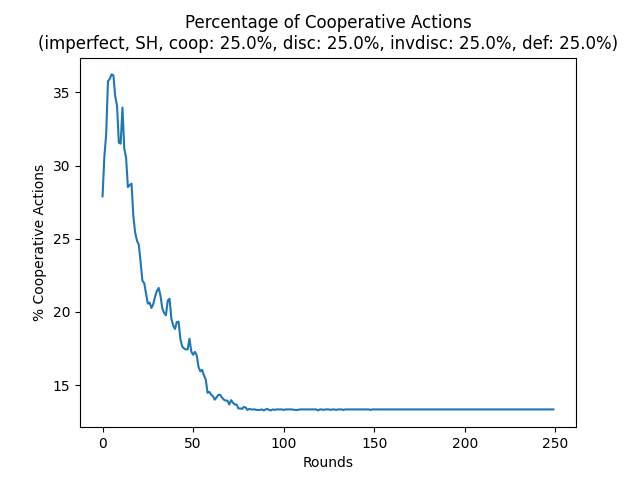 Percentage of Cooperative Actions
(imperfect, SH, coop: 25.0%, disc: 25.0%, invdisc: 25.0%, def: 25.0%)
% Cooperative Actions
35
30
25
20
15
0 50 100 150 200 250
Rounds